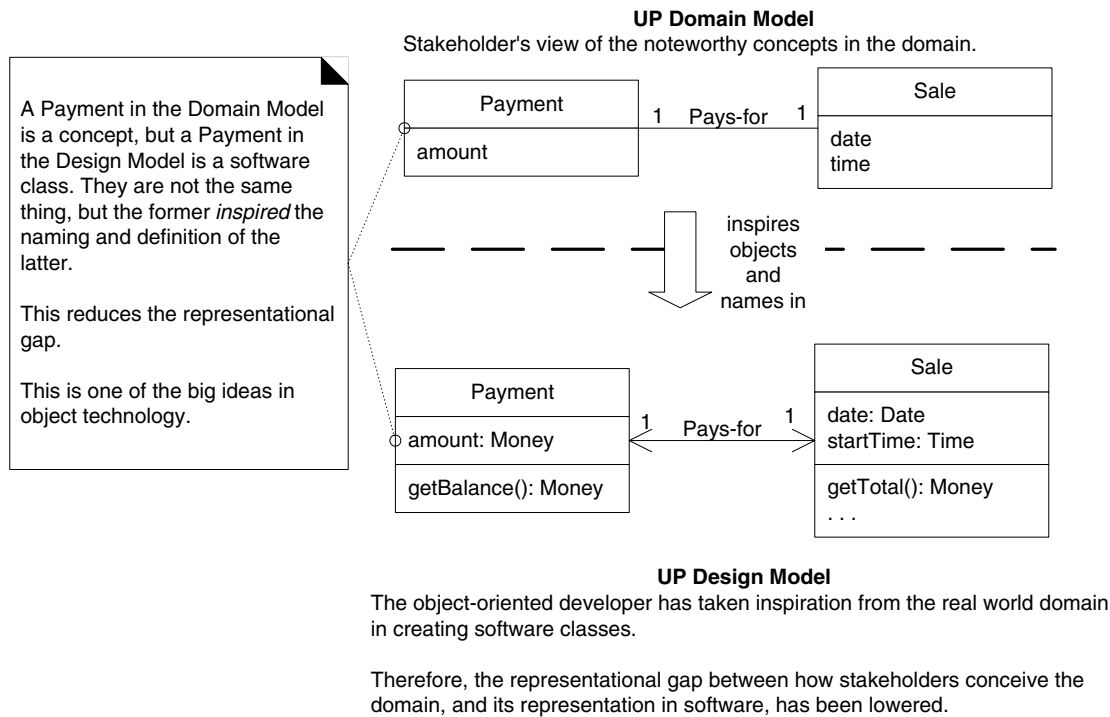 UP Domain Model
Stakeholder's view of the noteworthy concepts in the domain.
A Payment in the Domain Model
is a concept, but a Payment in
the Design Model is a software
class. They are not the same
thing, but the former inspired the
naming and definition of the
latter.
This reduces the representational
gap.
This is one of the big ideas in
object technology.
Payment
amount
1 Pays-for 1
Sale
date
time
inspires
objects
and
names in
Payment
amount: Money
getBalance(): Money
1 Pays-for 1
Sale
date: Date
startTime: Time
getTotal(): Money
. . .
UP Design Model
The object-oriented developer has taken inspiration from the real world domain
in creating software classes.
Therefore, the representational gap between how stakeholders conceive the
domain, and its representation in software, has been lowered.